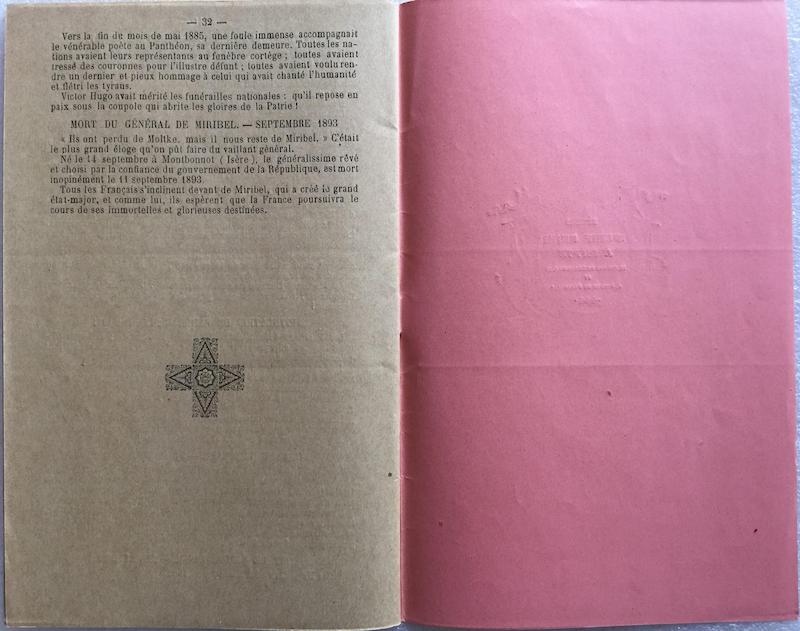 — 32 —
Vers la fin du mois de mai 1885, une foule immense accompagnait
le vénérable poète au Panthéon, sa dernière demeure. Toutes les na-
tions avaient leurs représentants au funèbre cortège ; toutes avaient
tressé des couronnes pour l'illustre défunt ; toutes avaient voulu ren-
dre un dernier et pieux hommage à celui qui avait chanté l'humanité
et flétri les tyrans.
Victor Hugo avait mérité les funérailles nationales : qu'il repose en
paix sous la coupole qui abrite les gloires de la Patrie !
MORT DU GÉNÉRAL DE MIRIBEL. — SEPTEMBRE 1893
« Ils ont perdu de Moltke, mais il nous reste de Miribel. » C'était
le plus grand éloge qu'on pût faire du vaillant général.
Né le 14 septembre à Montbonnot (Isère), le généralissime rêvé
et choisi par la confiance du gouvernement de la République, est mort
inopinément le 11 septembre 1893.
Tous les Français s'inclinent devant de Miribel, qui a créé le grand
état-major, et comme lui, ils espèrent que la France poursuivra le
cours de ses immortelles et glorieuses destinées.